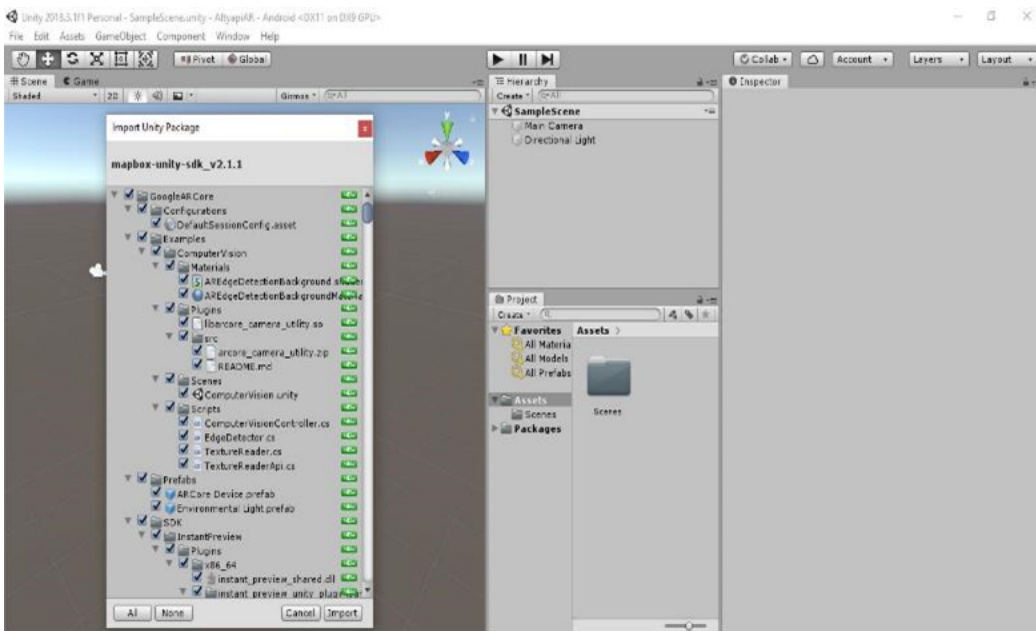 Unity 2018.3.1f1 Personal - SampleScene.unity - AltyapiAR - Android <DX11 on DX9 GPU>
File Edit Assets GameObject Component Window Help
Pivot Global Collab Account Layers Layout
Scene Game
Shaded 2D Gizmos All
Import Unity Package
mapbox-unity-sdk_v2.1.1
GoogleARCore
Configurations
DefaultSessionConfig.asset
Examples
ComputerVision
Materials
AREdgeDetectionBackground.shader
AREdgeDetectionBackgroundMateria
Plugins
libarcore_camera_utility.so
src
arcore_camera_utility.zip
README.md
Scenes
ComputerVision.unity
Scripts
ComputerVisionController.cs
EdgeDetector.cs
TextureReader.cs
TextureReaderApi.cs
Prefabs
ARCore Device.prefab
Environmental Light.prefab
SDK
InstantPreview
Plugins
x86_64
instant_preview_shared.dll
All None Cancel Import
Hierarchy
Create All
SampleScene
Main Camera
Directional Light
Project
Create
Favorites
All Materia
All Models
All Prefabs
Assets
Scenes
Packages
Assets
Scenes
Inspector